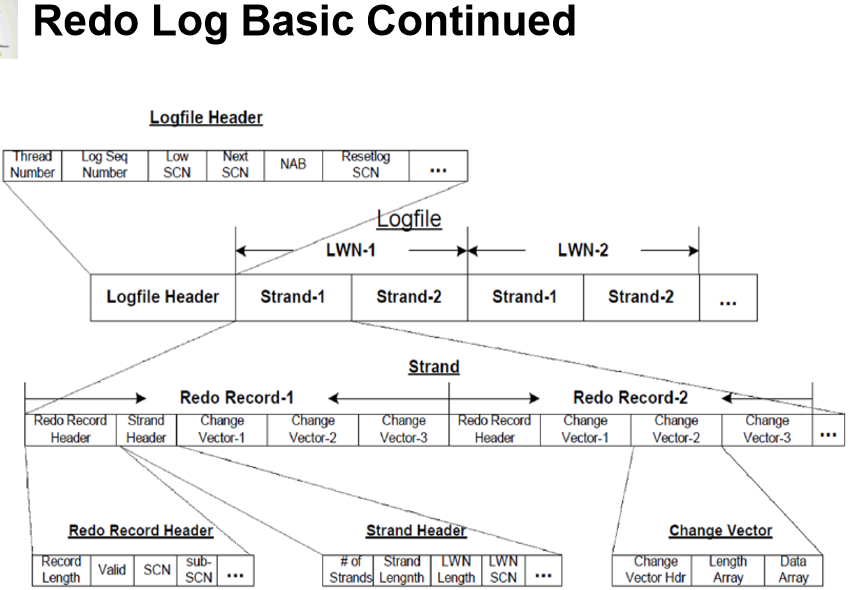 Redo Log Basic Continued
Logfile Header
Thread Number
Log Seq Number
Low SCN
Next SCN
NAB
Resetlog SCN
...
Logfile
LWN-1
LWN-2
Logfile Header
Strand-1
Strand-2
Strand-1
Strand-2
...
Strand
Redo Record-1
Redo Record-2
Redo Record Header
Strand Header
Change Vector-1
Change Vector-2
Change Vector-3
Redo Record Header
Change Vector-1
Change Vector-2
Change Vector-3
...
Redo Record Header
Strand Header
Change Vector
Record Length
Valid
SCN
sub-SCN
...
# of Strands
Strand Lengnth
LWN Length
LWN SCN
...
Change Vector Hdr
Length Array
Data Array